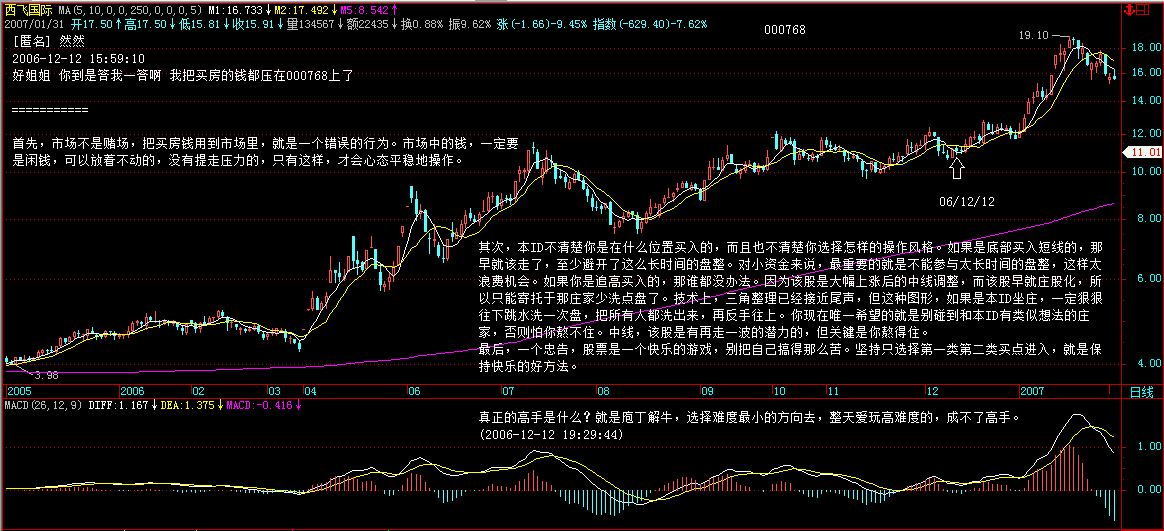 西飞国际 MA(5,10,0,0,250,0,0,0,5) M1:16.733↓M2:17.492↓M5:8.542↑
2007/01/31 开17.50↑高17.50↓低15.81↓收15.91↓量134567↓额22435↓换0.88% 振9.62% 涨(-1.66)-9.45% 指数(-629.40)-7.62%
[匿名] 然然
2006-12-12 15:59:10
好姐姐 你到是答我一答啊 我把买房的钱都压在000768上了
===========
首先，市场不是赌场，把买房钱用到市场里，就是一个错误的行为。市场中的钱，一定要
是闲钱，可以放着不动的，没有提走压力的，只有这样，才会心态平稳地操作。
000768
19.10
18.00
16.00
14.00
12.00
11.01
10.00
8.00
6.00
4.00
06/12/12
其次，本ID不清楚你是在什么位置买入的，而且也不清楚你选择怎样的操作风格。如果是底部买入短线的，那
早就该走了，至少避开了这么长时间的盘整。对小资金来说，最重要的就是不能参与太长时间的盘整，这样太
浪费机会。如果你是追高买入的，那谁都没办法。因为该股是大幅上涨后的中线调整，而该股早就庄股化，所
以只能寄托于那庄家少洗点盘了。技术上，三角整理已经接近尾声，但这种图形，如果是本ID坐庄，一定狠狠
往下跳水洗一次盘，把所有人都洗出来，再反手往上。你现在唯一希望的就是别碰到和本ID有类似想法的庄
家，否则怕你熬不住。中线，该股是有再走一波的潜力的，但关键是你熬得住。
最后，一个忠告，股票是一个快乐的游戏，别把自己搞得那么苦。坚持只选择第一类第二类买点进入，就是保
持快乐的好方法。
3.98
2005 2006 02 03 04 06 07 09 10 11 12 2007 日线
MACD(26,12,9) DIFF:1.167↓DEA:1.375↓MACD:-0.416↓
真正的高手是什么？就是庖丁解牛，选择难度最小的方向去，整天爱玩高难度的，成不了高手。
(2006-12-12 19:29:44)
1.00
0.00